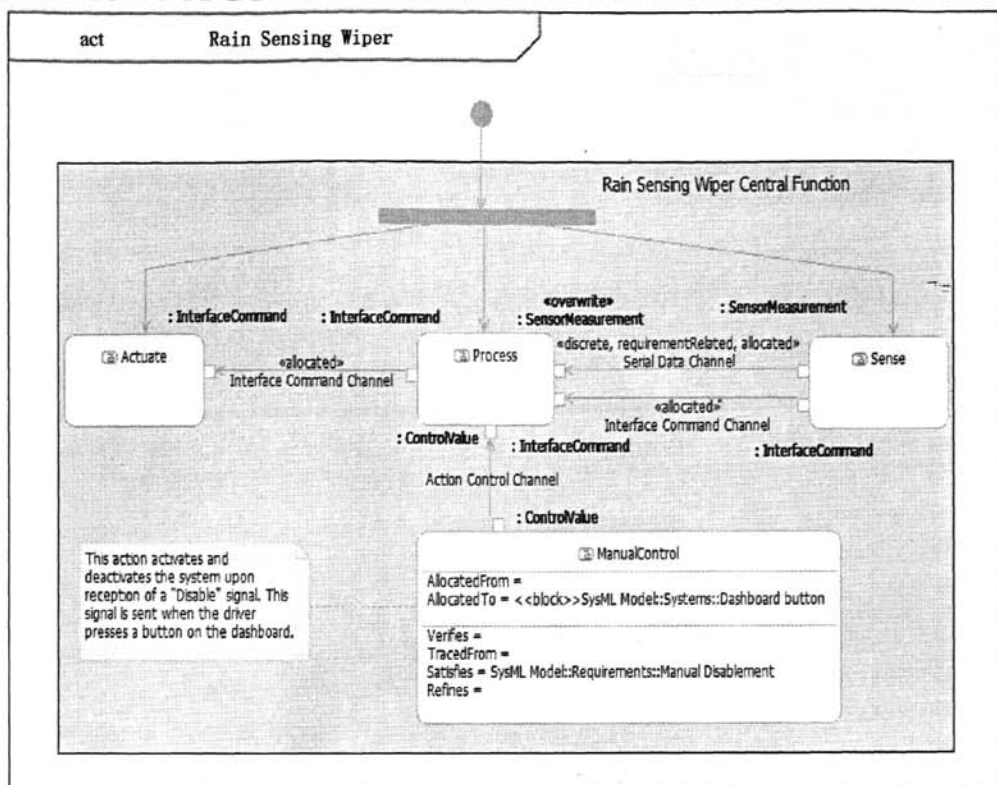 act Rain Sensing Wiper
Rain Sensing Wiper Central Function
: InterfaceCommand
: InterfaceCommand
«overwrite»
: SensorMeasurement
: SensorMeasurement
Actuate
«allocated»
Interface Command Channel
Process
«discrete, requirementRelated, allocated»
Serial Data Channel
Sense
«allocated»
Interface Command Channel
: ControlValue
: InterfaceCommand
: InterfaceCommand
Action Control Channel
: ControlValue
This action activates and
deactivates the system upon
reception of a "Disable" signal. This
signal is sent when the driver
presses a button on the dashboard.
ManualControl
AllocatedFrom =
AllocatedTo = <<block>>SysML Model::Systems::Dashboard button
Verifies =
TracedFrom =
Satisfies = SysML Model::Requirements::Manual Disablement
Refines =